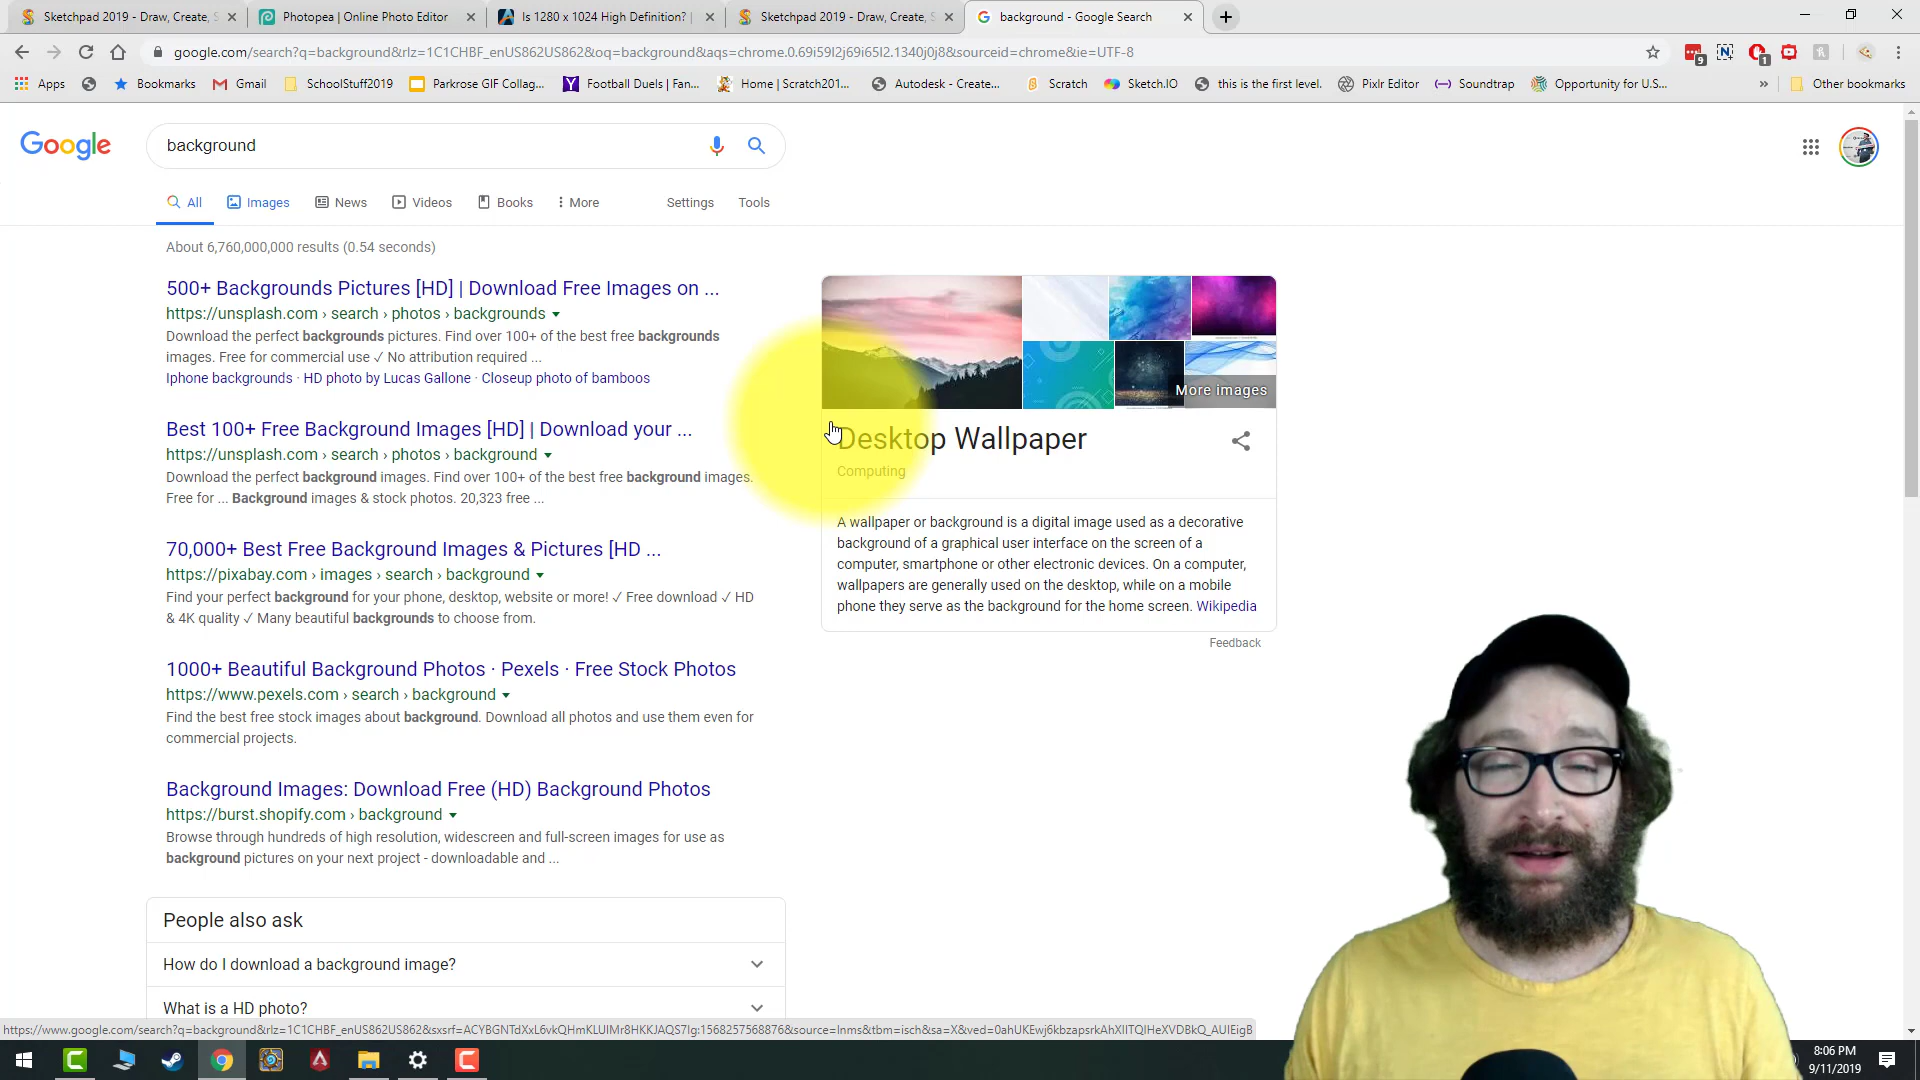 Sketchpad 2019 - Draw, Create, S
Photopea | Online Photo Editor
Is 1280 x 1024 High Definition? |
Sketchpad 2019 - Draw, Create, S
background - Google Search
google.com/search?q=background&rlz=1C1CHBF_enUS862US862&oq=background&aqs=chrome.0.69i59l2j69i65l2.1340j0j8&sourceid=chrome&ie=UTF-8
9
1
Apps
Bookmarks
Gmail
SchoolStuff2019
Parkrose GIF Collag...
Football Duels | Fan...
Home | Scratch201...
Autodesk - Create...
Scratch
Sketch.IO
this is the first level.
Pixlr Editor
Soundtrap
Opportunity for U.S...
»
Other bookmarks
Google
background
All
Images
News
Videos
Books
More
Settings
Tools
About 6,760,000,000 results (0.54 seconds)
500+ Backgrounds Pictures [HD] | Download Free Images on ...
https://unsplash.com › search › photos › backgrounds
Download the perfect backgrounds pictures. Find over 100+ of the best free backgrounds
images. Free for commercial use ✓ No attribution required ...
Iphone backgrounds · HD photo by Lucas Gallone · Closeup photo of bamboos
Best 100+ Free Background Images [HD] | Download your ...
https://unsplash.com › search › photos › background
Download the perfect background images. Find over 100+ of the best free background images.
Free for ... Background images & stock photos. 20,323 free ...
70,000+ Best Free Background Images & Pictures [HD ...
https://pixabay.com › images › search › background
Find your perfect background for your phone, desktop, website or more! ✓ Free download ✓ HD
& 4K quality ✓ Many beautiful backgrounds to choose from.
1000+ Beautiful Background Photos · Pexels · Free Stock Photos
https://www.pexels.com › search › background
Find the best free stock images about background. Download all photos and use them even for
commercial projects.
Background Images: Download Free (HD) Background Photos
https://burst.shopify.com › background
Browse through hundreds of high resolution, widescreen and full-screen images for use as
background pictures on your next project - downloadable and ...
People also ask
How do I download a background image?
What is a HD photo?
More images
Desktop Wallpaper
Computing
A wallpaper or background is a digital image used as a decorative
background of a graphical user interface on the screen of a
computer, smartphone or other electronic devices. On a computer,
wallpapers are generally used on the desktop, while on a mobile
phone they serve as the background for the home screen. Wikipedia
Feedback
8:06 PM
9/11/2019